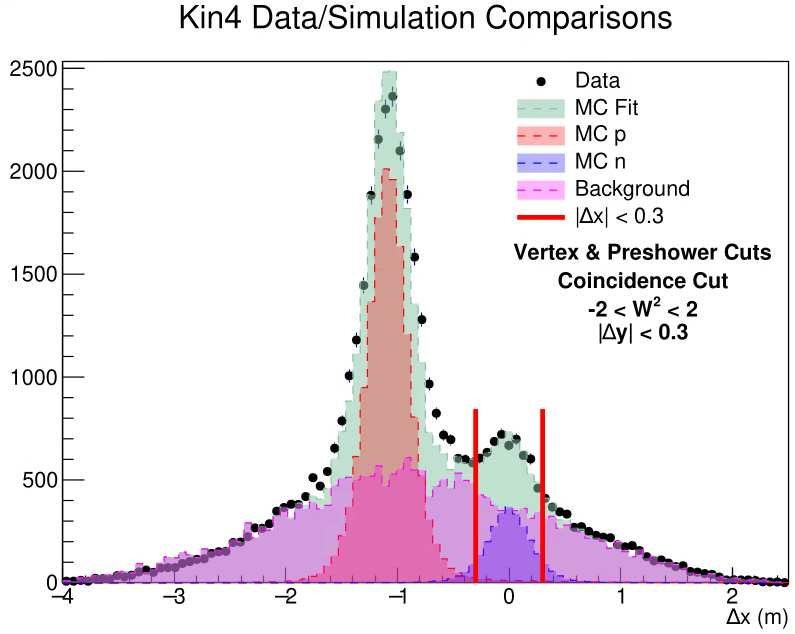 Kin4 Data/Simulation Comparisons
2500
2000
1500
1000
500
0
−4
−3
−2
−1
0
1
2
Δx (m)
Data
MC Fit
MC p
MC n
Background
|Δx| < 0.3
Vertex & Preshower Cuts
Coincidence Cut
-2 < W² < 2
|Δy| < 0.3